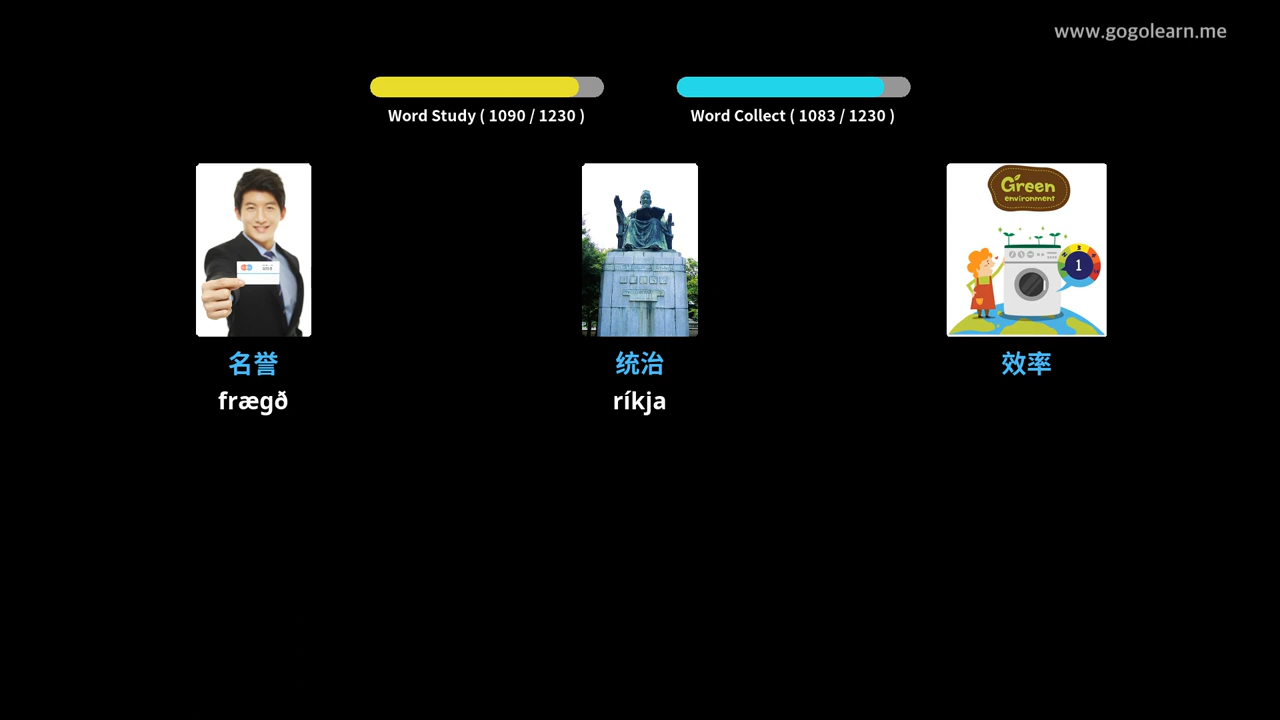 www.gogolearn.me
Word Study ( 1090 / 1230 )
Word Collect ( 1083 / 1230 )
Green
environment
1
名誉
统治
效率
frægð
ríkja